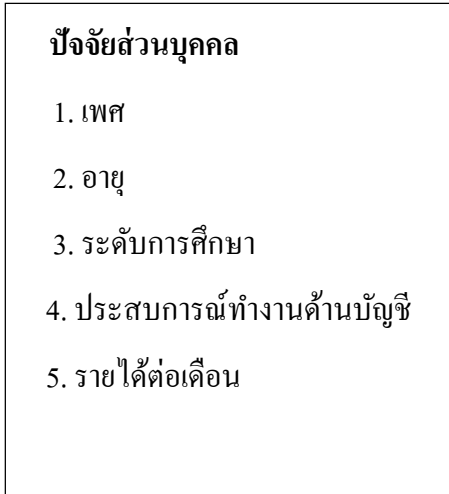 ปัจจัยส่วนบุคคล
1. เพศ
2. อายุ
3. ระดับการศึกษา
4. ประสบการณ์ทำงานด้านบัญชี
5. รายได้ต่อเดือน